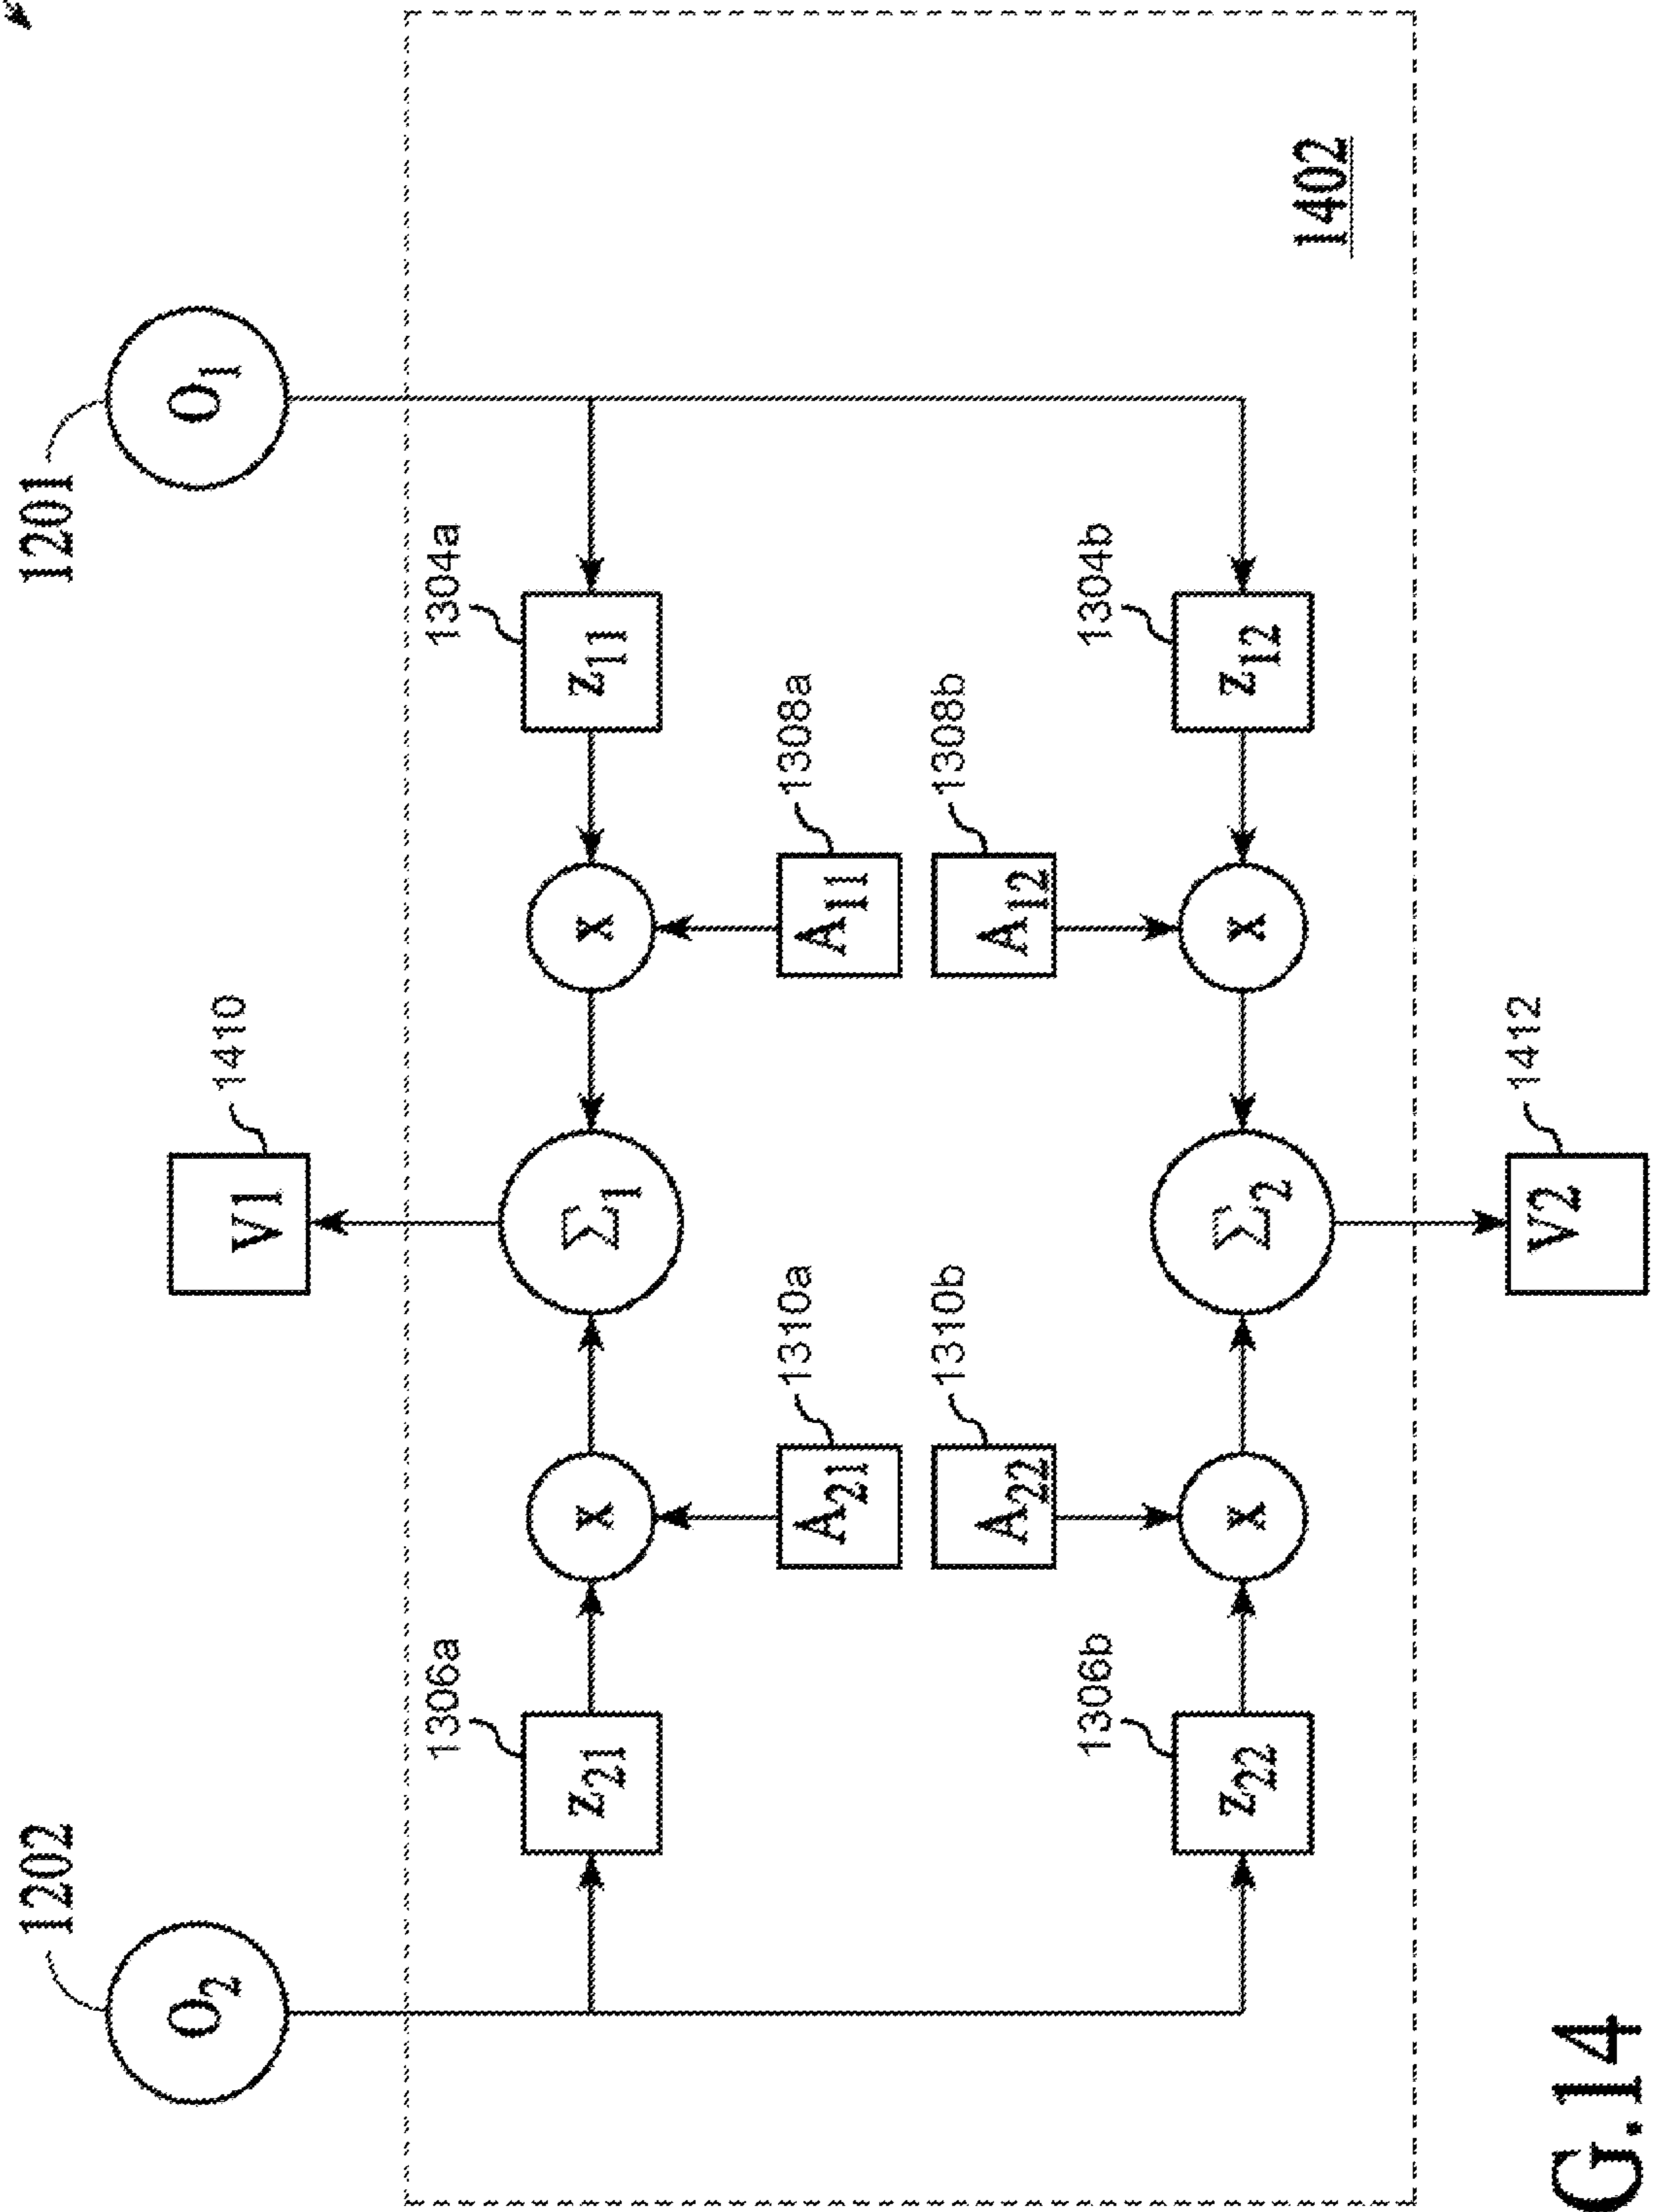 1202
1201
O2
O1
V1
1410
1306a
1304a
z21
x
Σ1
x
z11
A21
1310a
A11
1308a
A22
1310b
A12
1308b
1306b
1304b
z22
x
Σ2
x
z12
1402
V2
1412
G.14